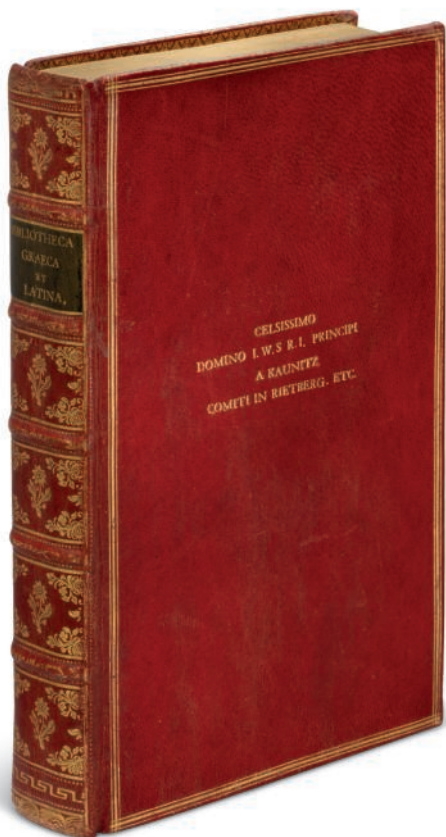 BIBLIOTHECA
GRAECA
ET
LATINA.
CELSISSIMO
DOMINO I.W.S R.I. PRINCIPI
A KAUNITZ
COMITI IN RIETBERG. ETC.